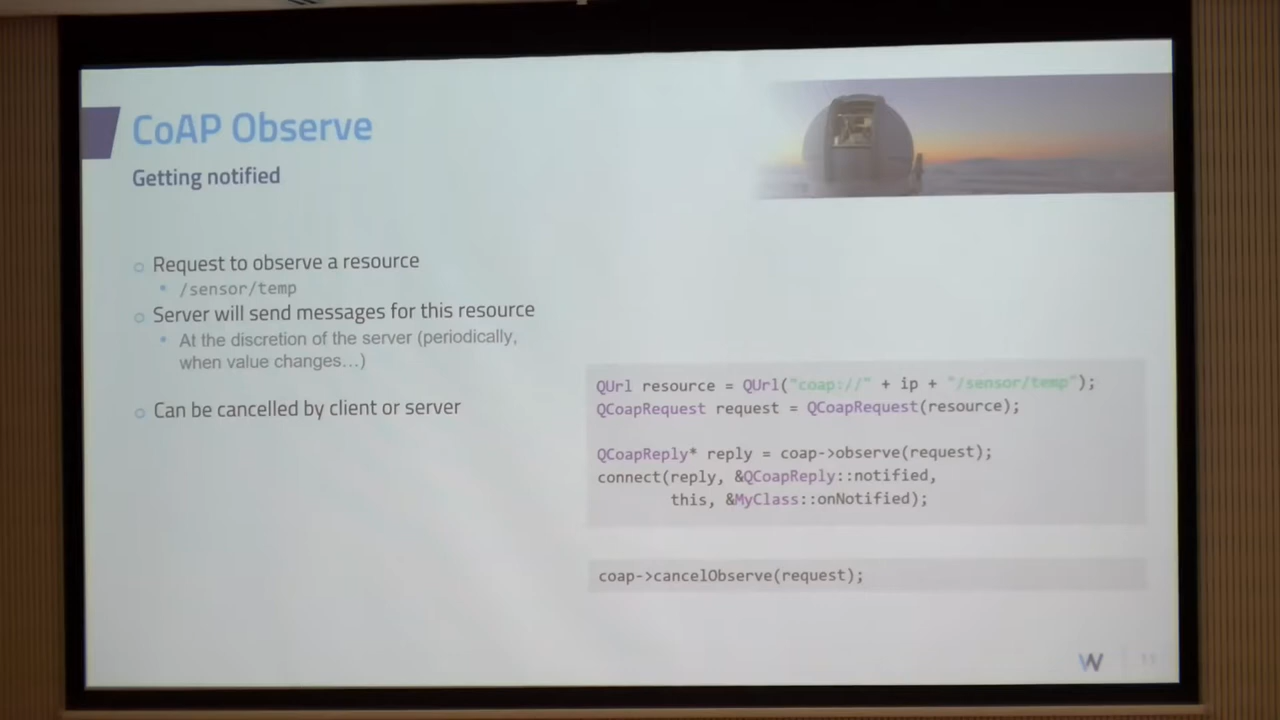 CoAP Observe
Getting notified
Request to observe a resource
/sensor/temp
Server will send messages for this resource
At the discretion of the server (periodically,
when value changes...)
Can be cancelled by client or server
QUrl resource = QUrl("coap://" + ip + "/sensor/temp");
QCoapRequest request = QCoapRequest(resource);
QCoapReply* reply = coap->observe(request);
connect(reply, &QCoapReply::notified,
this, &MyClass::onNotified);
coap->cancelObserve(request);
W